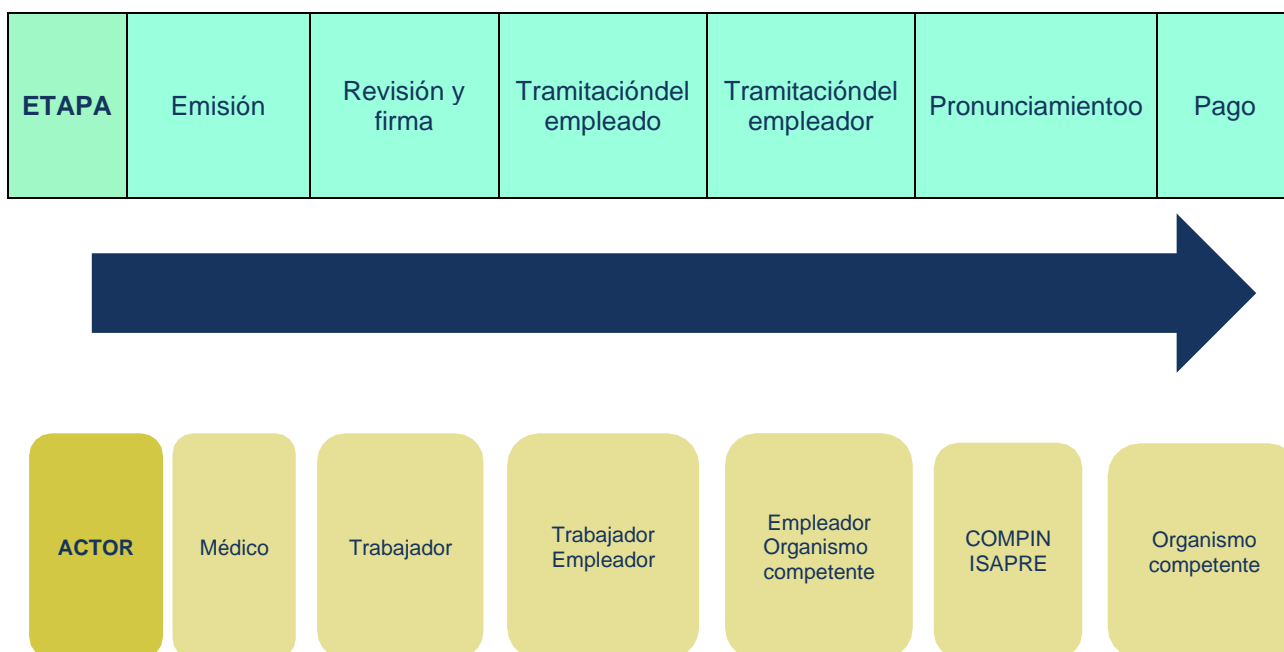 ETAPA
Emisión
Revisión y
firma
Tramitacióndel
empleado
Tramitacióndel
empleador
Pronunciamientoo
Pago
ACTOR
Médico
Trabajador
Trabajador
Empleador
Empleador
Organismo
competente
COMPIN
ISAPRE
Organismo
competente